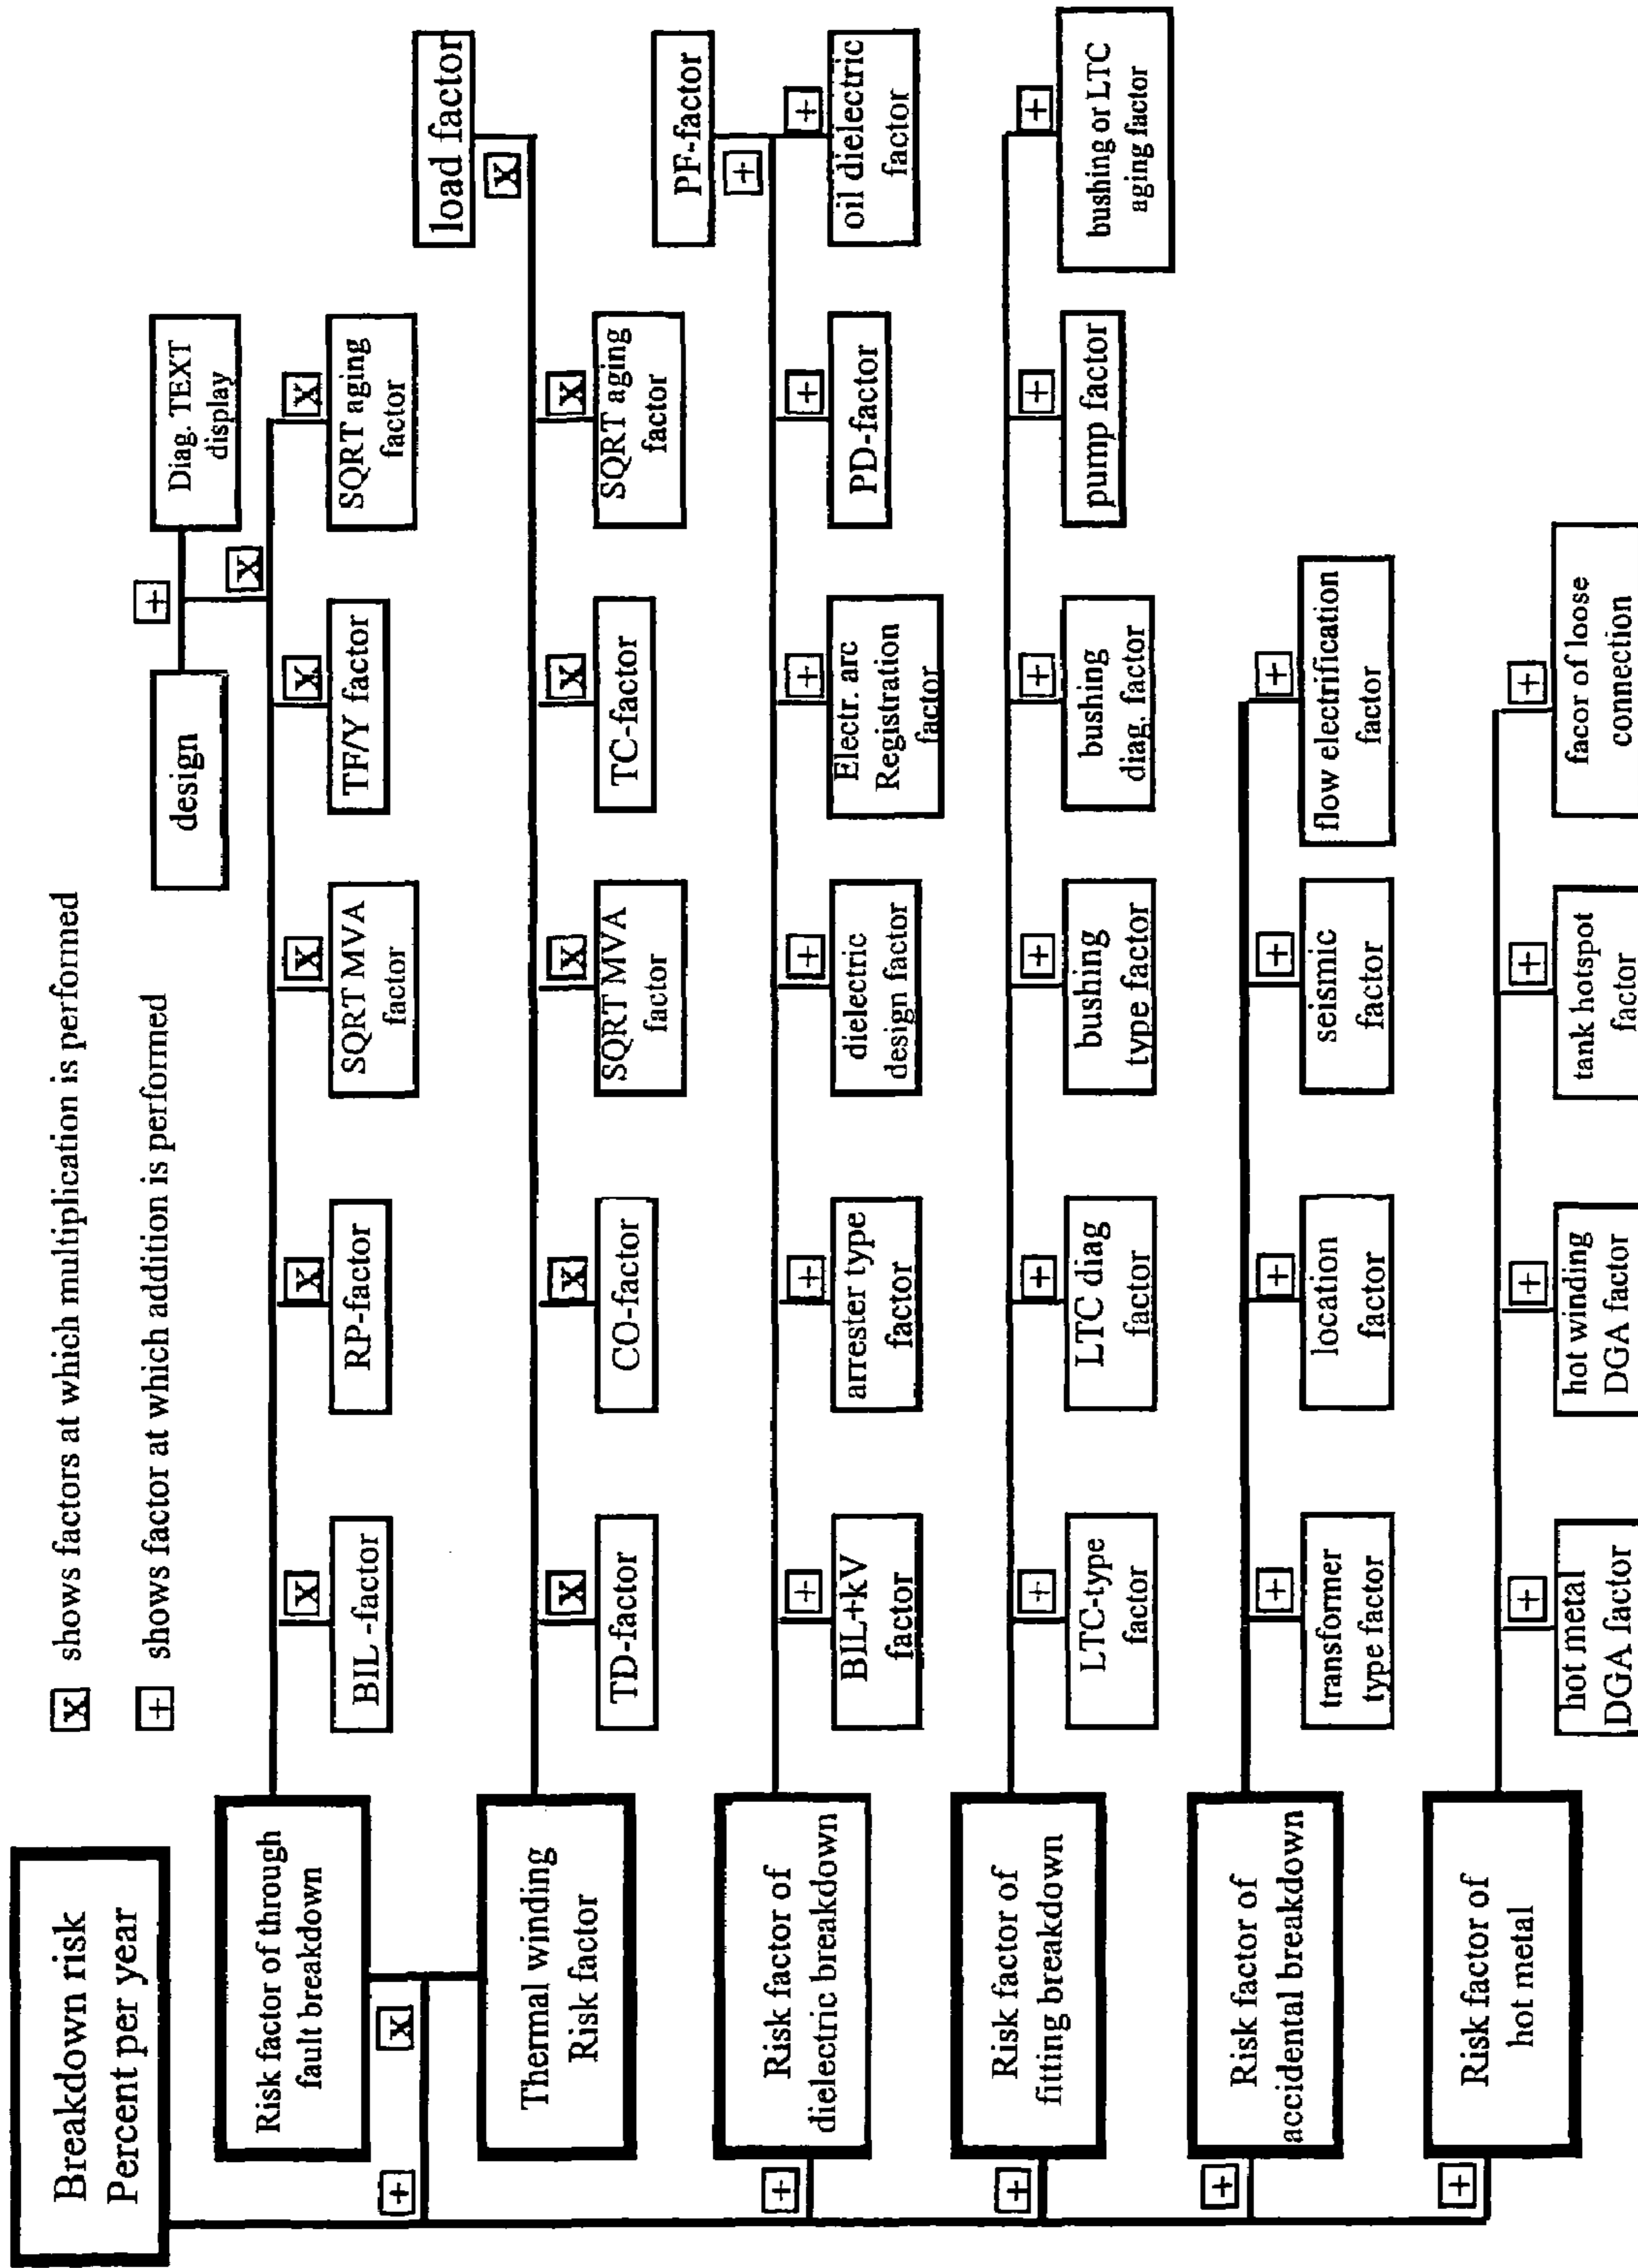 x shows factors at which multiplication is performed
+ shows factor at which addition is performed
Breakdown risk
Percent per year
design
+
Diag. TEXT
display
x
Risk factor of through
fault breakdown
x
BIL -factor
x
RP-factor
x
SQRT MVA
factor
x
TF/Y factor
x
SQRT aging
factor
load factor
x
+
x
Thermal winding
Risk factor
x
TD-factor
x
CO-factor
x
SQRT MVA
factor
x
TC-factor
x
SQRT aging
factor
PF-factor
+
+
Risk factor of
dielectric breakdown
+
BIL+kV
factor
+
arrester type
factor
+
dielectric
design factor
+
Electr. arc
Registration
factor
+
PD-factor
+
oil dielectric
factor
+
Risk factor of
fitting breakdown
+
LTC-type
factor
+
LTC diag
factor
+
bushing
type factor
+
bushing
diag. factor
+
pump factor
+
bushing or LTC
aging factor
+
Risk factor of
accidental breakdown
+
transformer
type factor
+
location
factor
+
seismic
factor
+
flow electrification
factor
+
Risk factor of
hot metal
+
hot metal
DGA factor
+
hot winding
DGA factor
+
tank hotspot
factor
+
facor of loose
connection